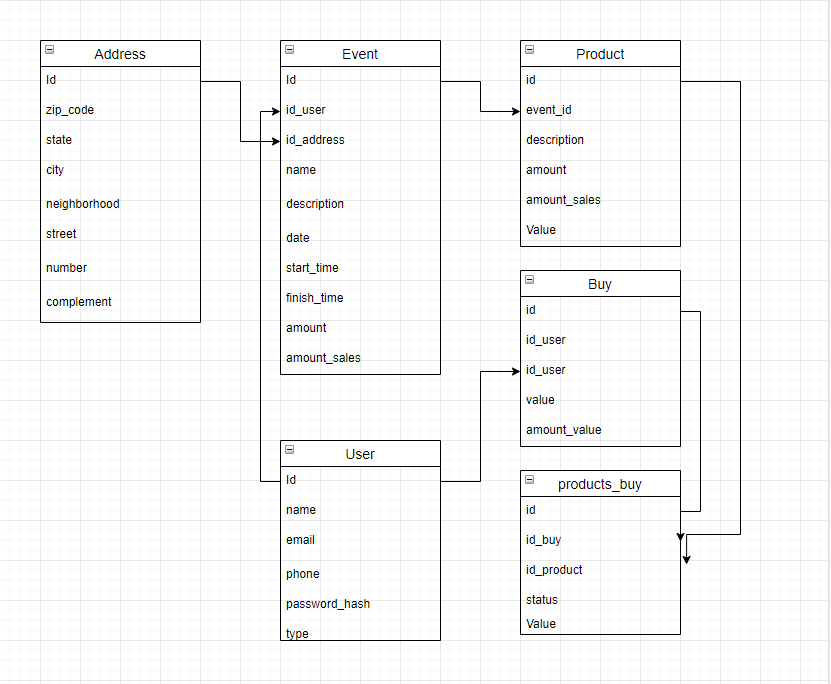 Address
Id
zip_code
state
city
neighborhood
street
number
complement
Event
Id
id_user
id_address
name
description
date
start_time
finish_time
amount
amount_sales
Product
id
event_id
description
amount
amount_sales
Value
Buy
id
id_user
id_user
value
amount_value
User
Id
name
email
phone
password_hash
type
products_buy
id
id_buy
id_product
status
Value